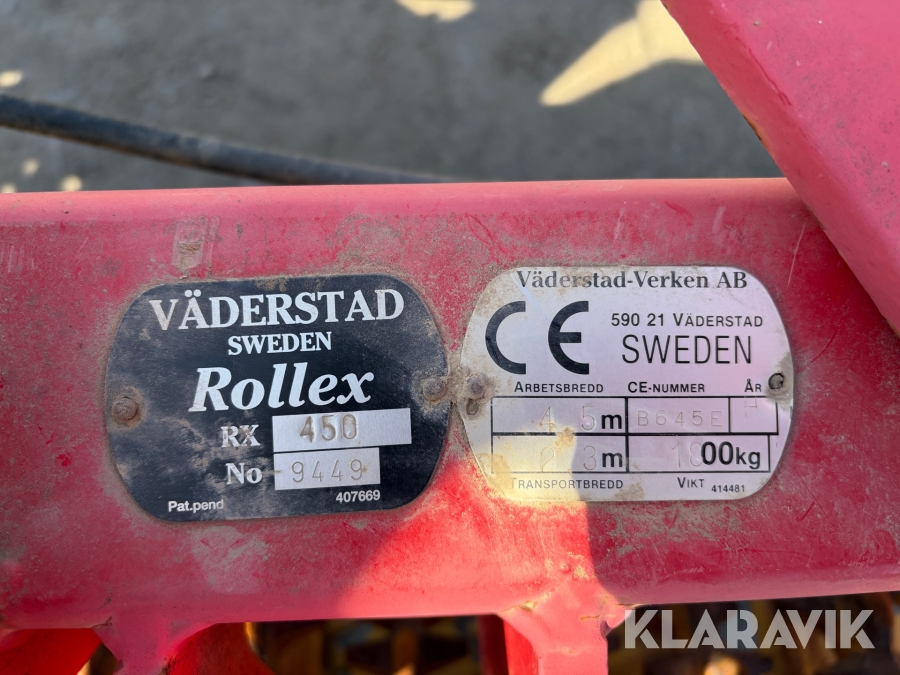 VÄDERSTAD
SWEDEN
Rollex
RX 450
No 9449
Pat.pend 407669
Väderstad-Verken AB
CE 590 21 VÄDERSTAD
SWEDEN
ARBETSBREDD CE-NUMMER ÅR
4 5m B645E
2 3m 1800kg
TRANSPORTBREDD VIKT 414481
KLARAVIK